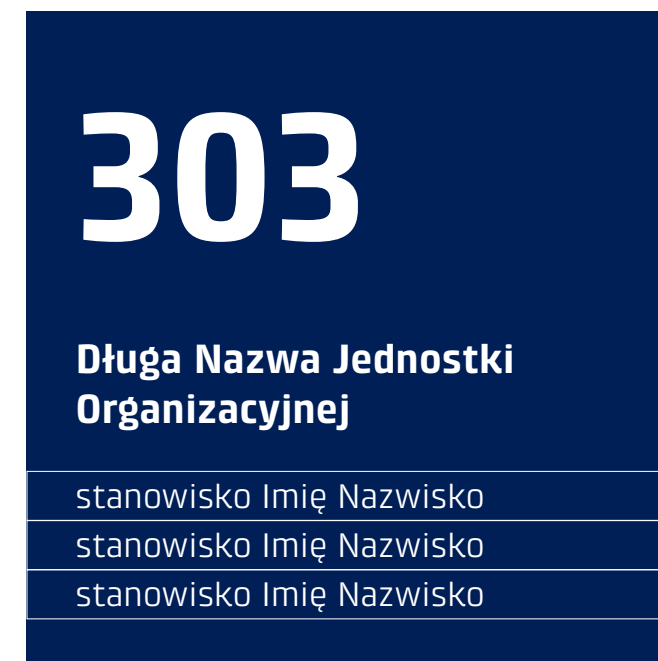 303
Długa Nazwa Jednostki
Organizacyjnej
stanowisko Imię Nazwisko
stanowisko Imię Nazwisko
stanowisko Imię Nazwisko